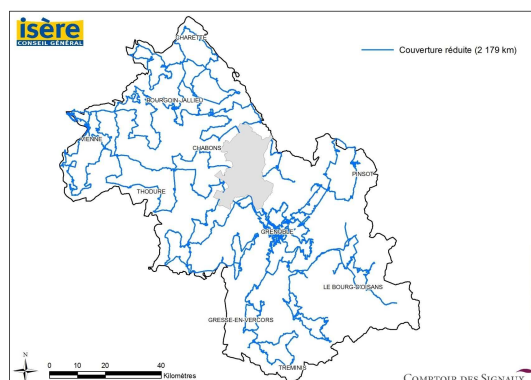 isère
CONSEIL GÉNÉRAL
Couverture réduite (2 179 km)
CHARETTE
BOURGOIN-JALLIEU
VIENNE
CHABONS
PINSOT
THODURE
GRENOBLE
LE BOURG-D'OISANS
GRESSE-EN-VERCORS
TREMINIS
N
0 10 20 40
Kilomètres
COMPTOIR DES SIGNAUX